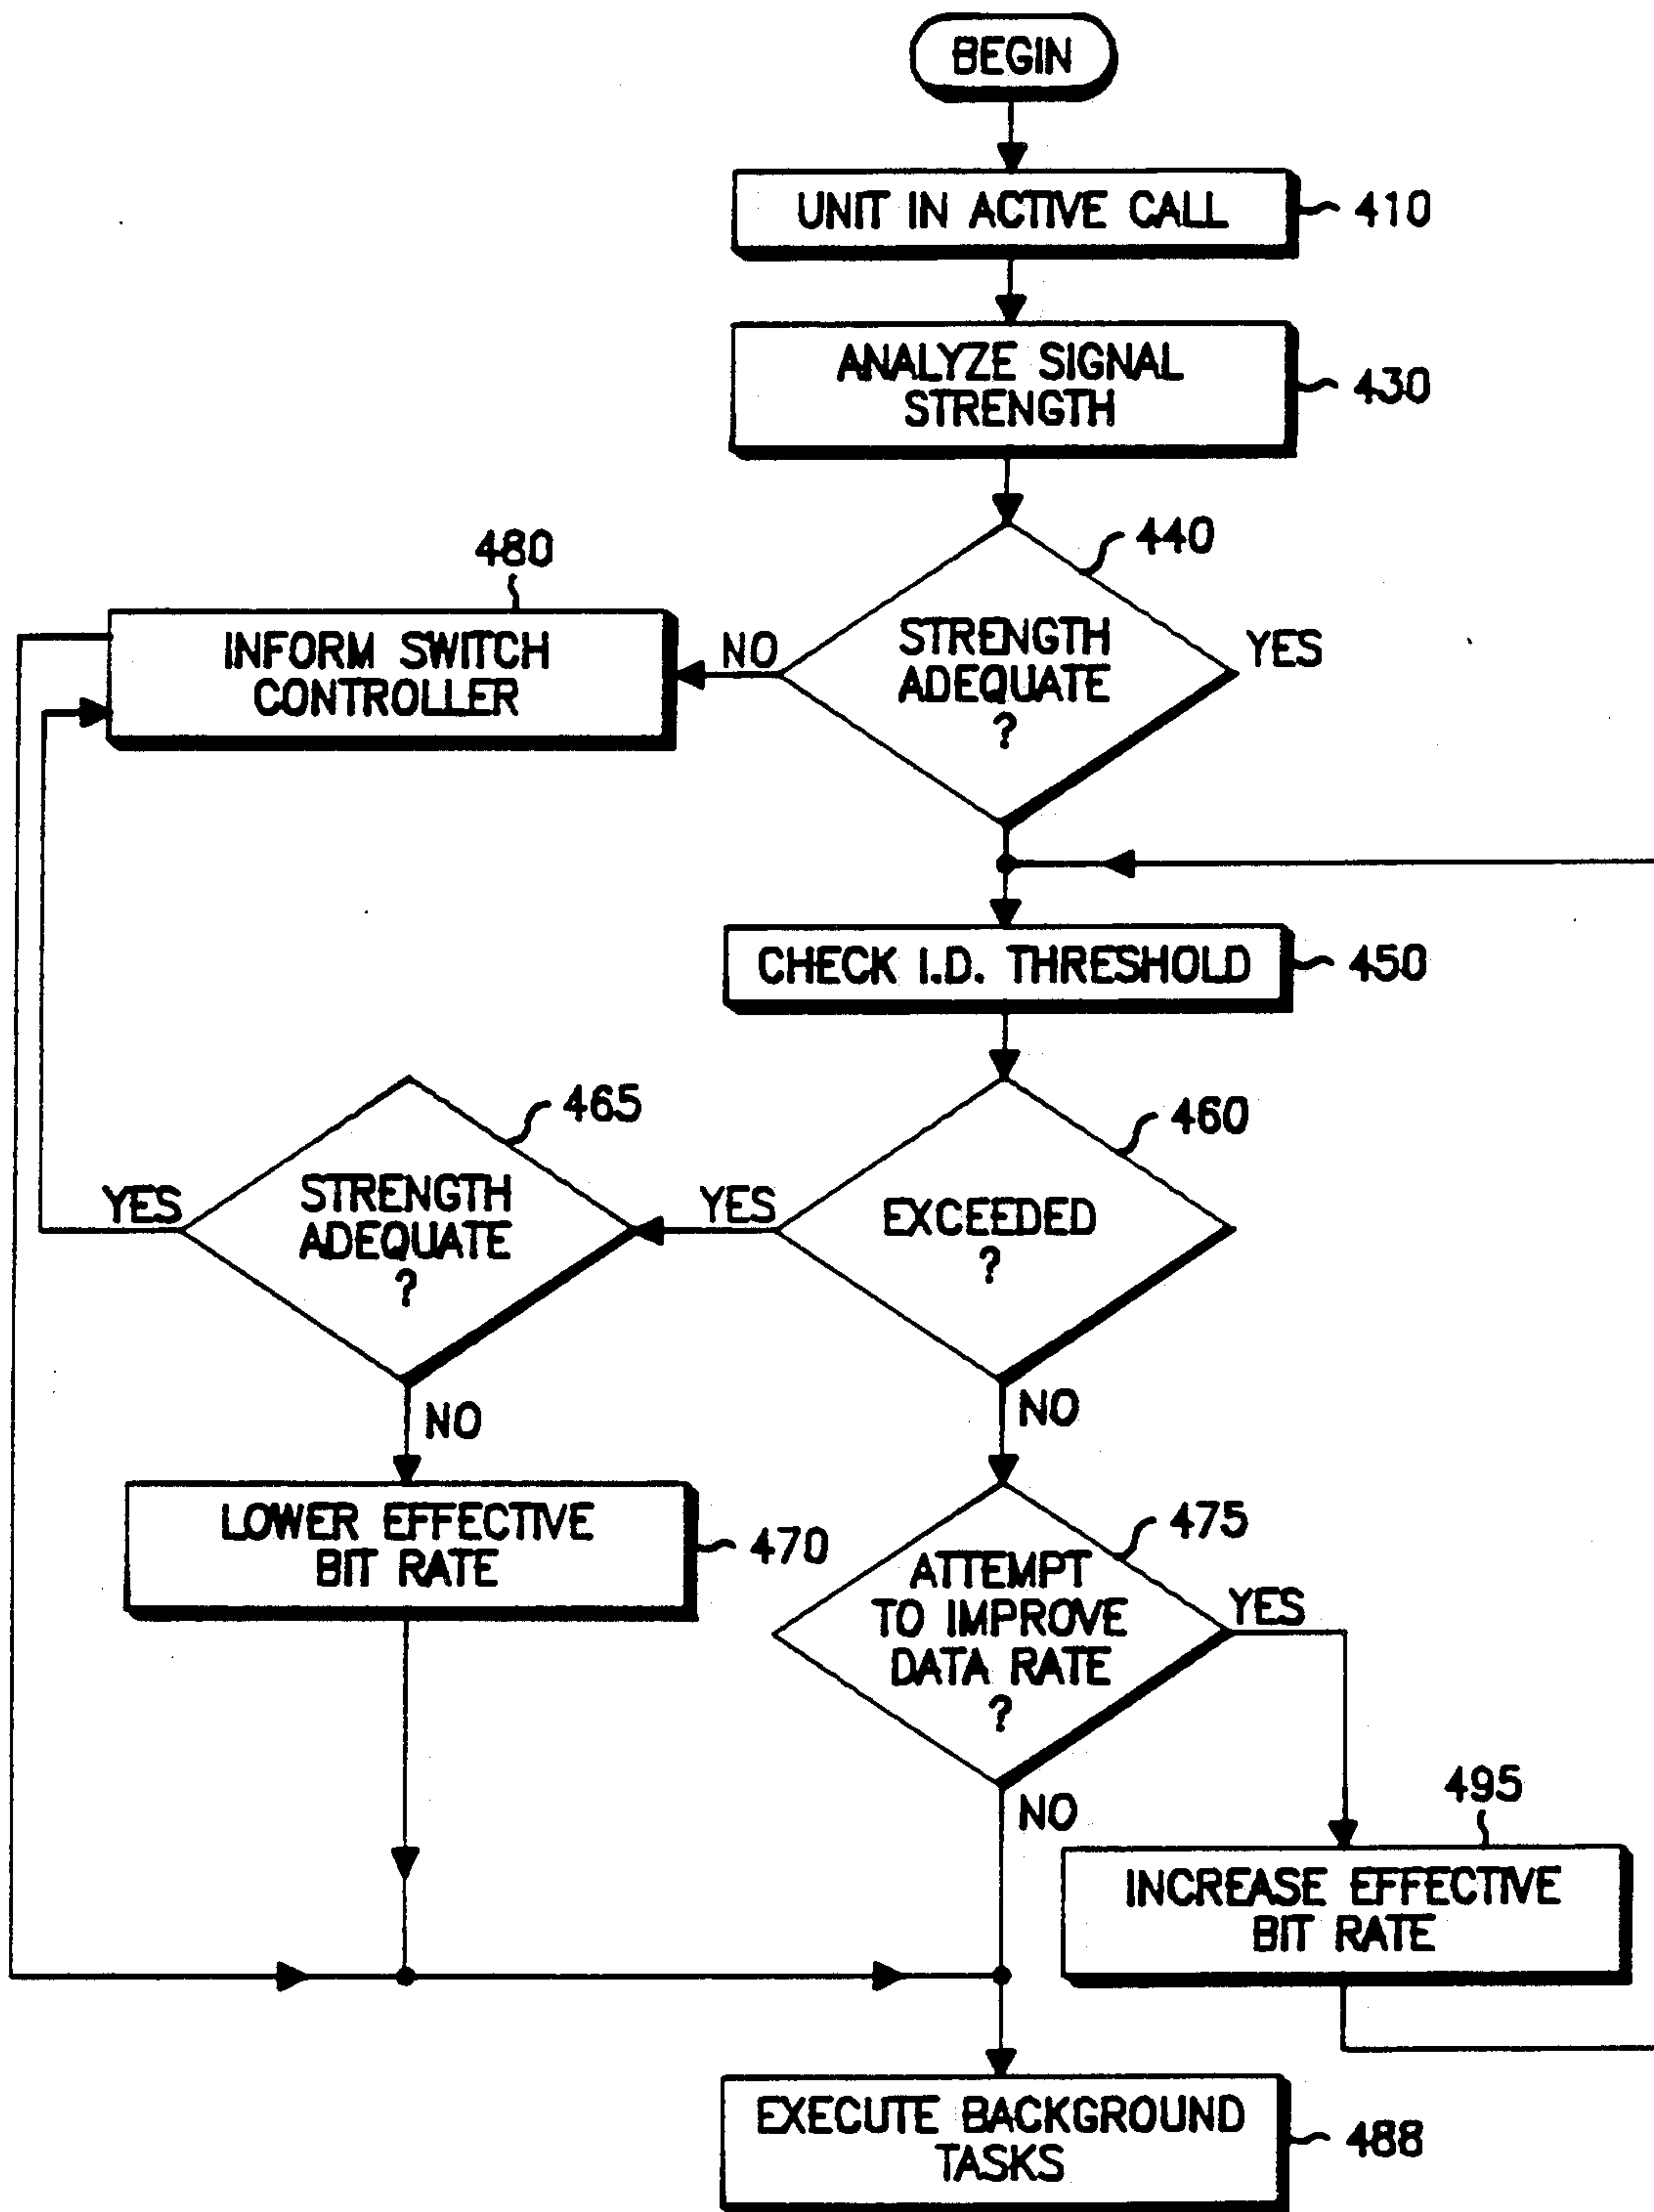 BEGIN
UNIT IN ACTIVE CALL
410
ANALYZE SIGNAL
STRENGTH
430
440
STRENGTH
ADEQUATE
?
NO
YES
480
INFORM SWITCH
CONTROLLER
CHECK I.D. THRESHOLD
450
460
EXCEEDED
?
YES
NO
465
STRENGTH
ADEQUATE
?
YES
NO
LOWER EFFECTIVE
BIT RATE
470
475
ATTEMPT
TO IMPROVE
DATA RATE
?
YES
NO
495
INCREASE EFFECTIVE
BIT RATE
EXECUTE BACKGROUND
TASKS
488